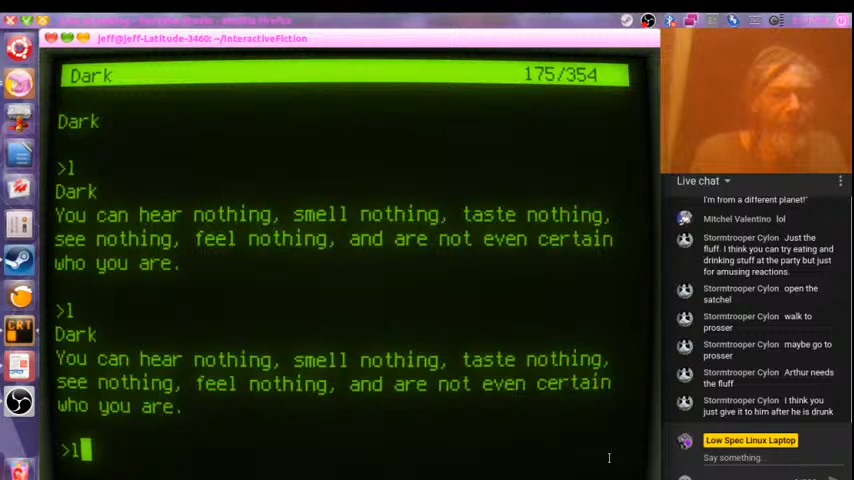 jeff@jeff-Latitude-3460: ~/InteractiveFiction
Dark 175/354
Dark
>l
Dark
You can hear nothing, smell nothing, taste nothing,
see nothing, feel nothing, and are not even certain
who you are.
>l
Dark
You can hear nothing, smell nothing, taste nothing,
see nothing, feel nothing, and are not even certain
who you are.
>l
CRT
Live chat
I'm from a different planet!"
Mitchel Valentino lol
Stormtrooper Cylon Just the
fluff. I think you can try eating and
drinking stuff at the party but just
for amusing reactions.
Stormtrooper Cylon open the
satchel
Stormtrooper Cylon walk to
prosser
Stormtrooper Cylon maybe go to
prosser
Stormtrooper Cylon Arthur needs
the fluff
Stormtrooper Cylon I think you
just give it to him after he is drunk
Low Spec Linux Laptop
Say something...